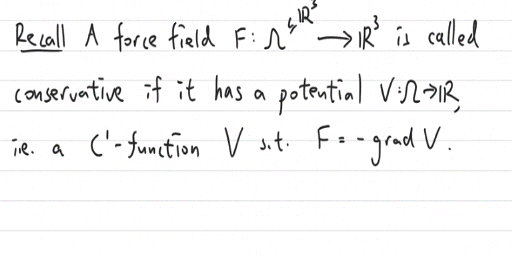 Recall A force field F: Ω ⊆ ℝ³ → ℝ³ is called
conservative if it has a potential V: Ω → ℝ,
i.e. a C¹-function V s.t. F = - grad V.